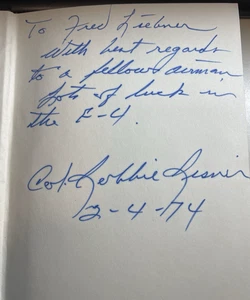 To Fred Liebner
With best regards
to a fellow airman
Lots of luck in
the F-4.
Col. Robbie Risner
2-4-74